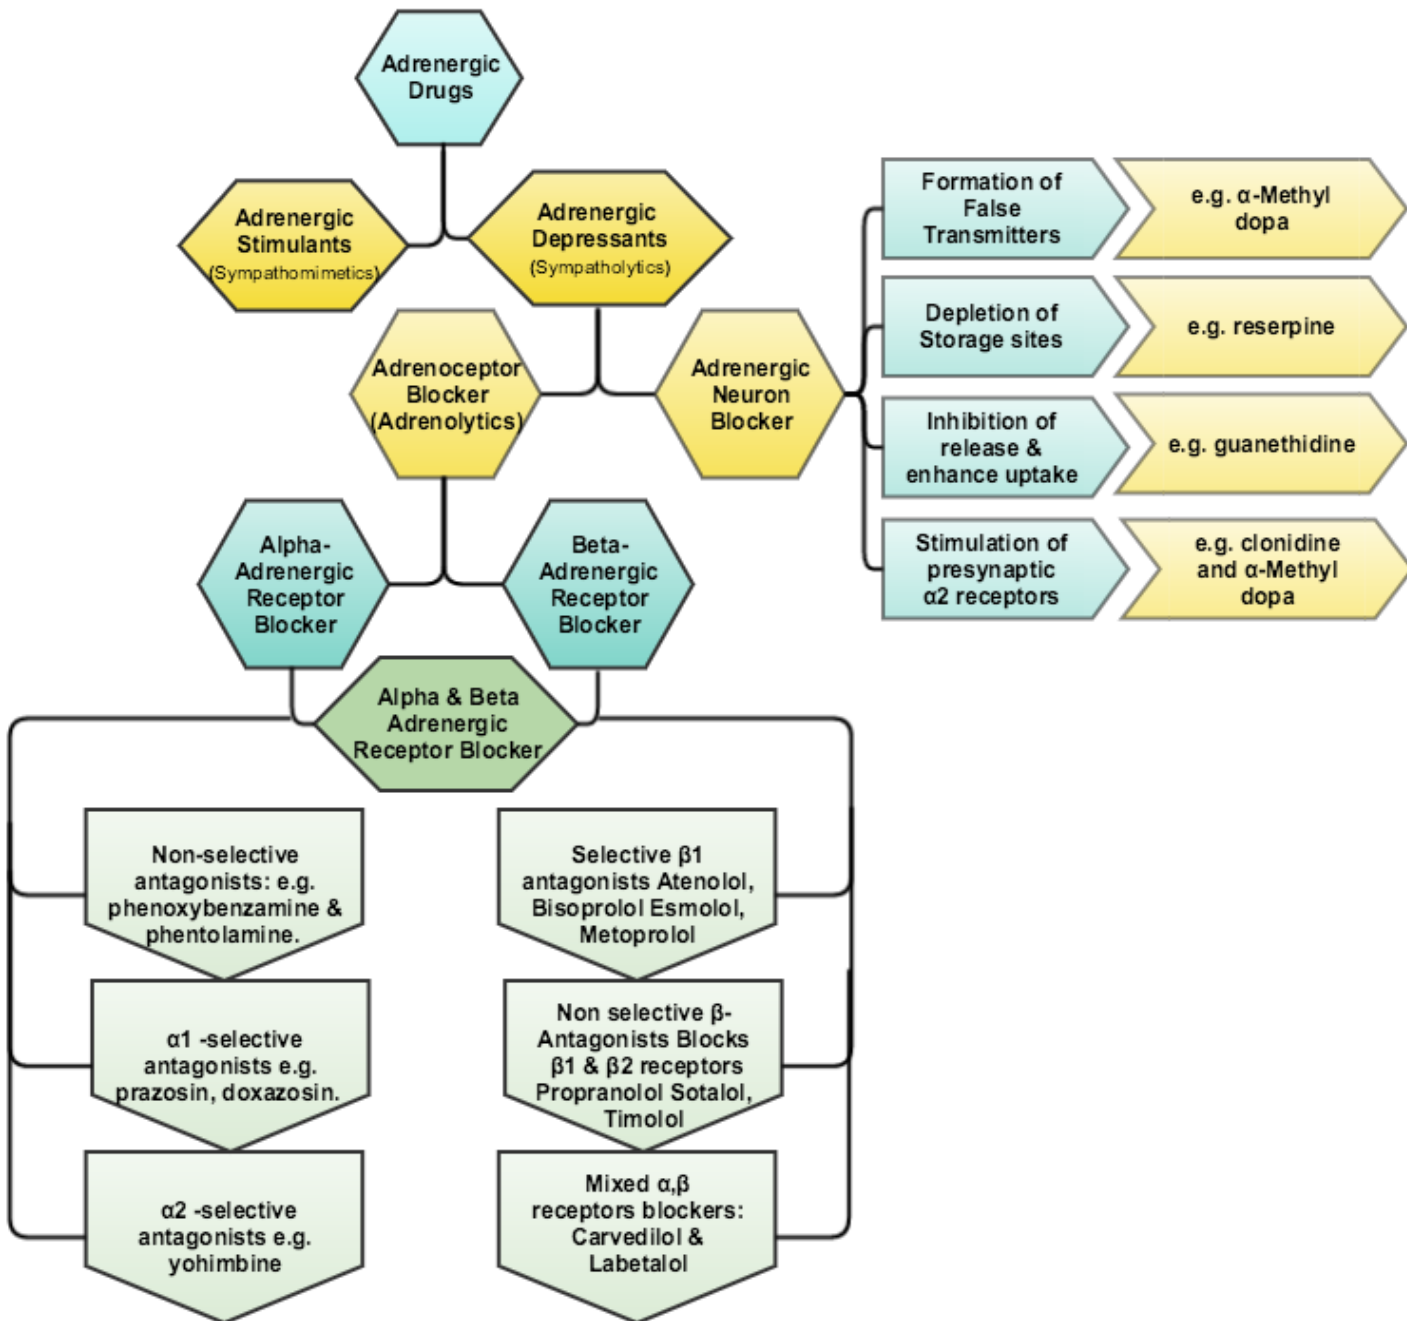 Adrenergic
Drugs
Adrenergic
Stimulants
(Sympathomimetics)
Adrenergic
Depressants
(Sympatholytics)
Adrenoceptor
Blocker
(Adrenolytics)
Adrenergic
Neuron
Blocker
Formation of
False
Transmitters
e.g. α-Methyl
dopa
Depletion of
Storage sites
e.g. reserpine
Inhibition of
release &
enhance uptake
e.g. guanethidine
Stimulation of
presynaptic
α2 receptors
e.g. clonidine
and α-Methyl
dopa
Alpha-
Adrenergic
Receptor
Blocker
Beta-
Adrenergic
Receptor
Blocker
Alpha & Beta
Adrenergic
Receptor Blocker
Non-selective
antagonists: e.g.
phenoxybenzamine &
phentolamine.
α1 -selective
antagonists e.g.
prazosin, doxazosin.
α2 -selective
antagonists e.g.
yohimbine
Selective β1
antagonists Atenolol,
Bisoprolol Esmolol,
Metoprolol
Non selective β-
Antagonists Blocks
β1 & β2 receptors
Propranolol Sotalol,
Timolol
Mixed α,β
receptors blockers:
Carvedilol &
Labetalol